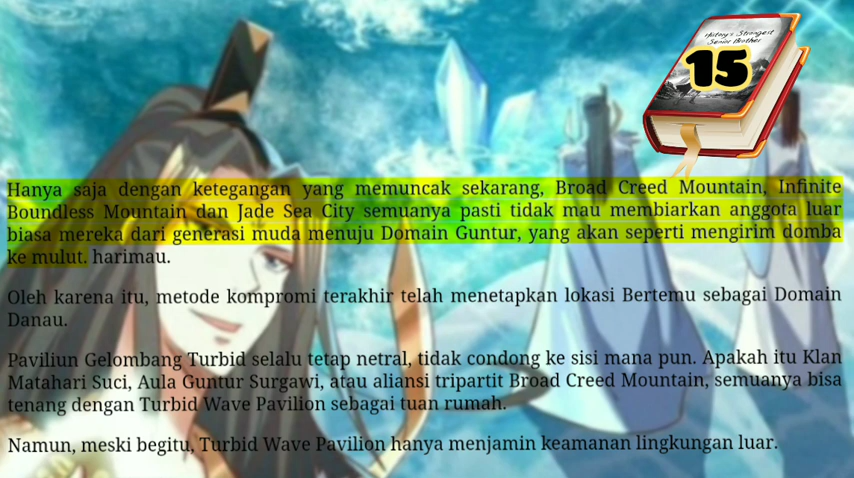 History's Strongest
Senior Brother
15
Hanya saja dengan ketegangan yang memuncak sekarang, Broad Creed Mountain, Infinite
Boundless Mountain dan Jade Sea City semuanya pasti tidak mau membiarkan anggota luar
biasa mereka dari generasi muda menuju Domain Guntur, yang akan seperti mengirim domba
ke mulut. harimau.
Oleh karena itu, metode kompromi terakhir telah menetapkan lokasi Bertemu sebagai Domain
Danau.
Paviliun Gelombang Turbid selalu tetap netral, tidak condong ke sisi mana pun. Apakah itu Klan
Matahari Suci, Aula Guntur Surgawi, atau aliansi tripartit Broad Creed Mountain, semuanya bisa
tenang dengan Turbid Wave Pavilion sebagai tuan rumah.
Namun, meski begitu, Turbid Wave Pavilion hanya menjamin keamanan lingkungan luar.